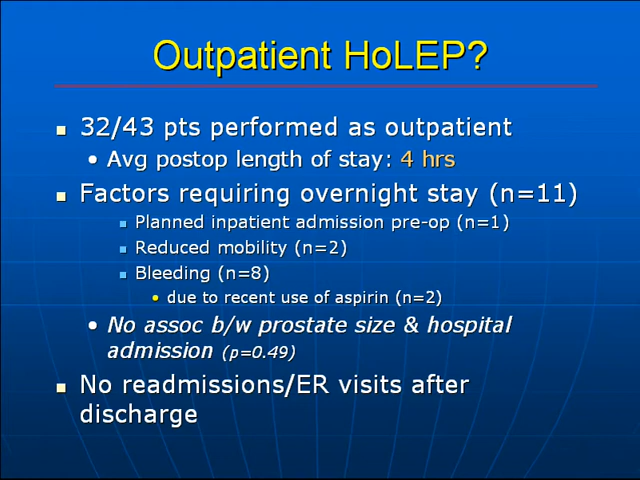 Outpatient HoLEP?
32/43 pts performed as outpatient
Avg postop length of stay: 4 hrs
Factors requiring overnight stay (n=11)
Planned inpatient admission pre-op (n=1)
Reduced mobility (n=2)
Bleeding (n=8)
due to recent use of aspirin (n=2)
No assoc b/w prostate size & hospital
admission (p=0.49)
No readmissions/ER visits after
discharge